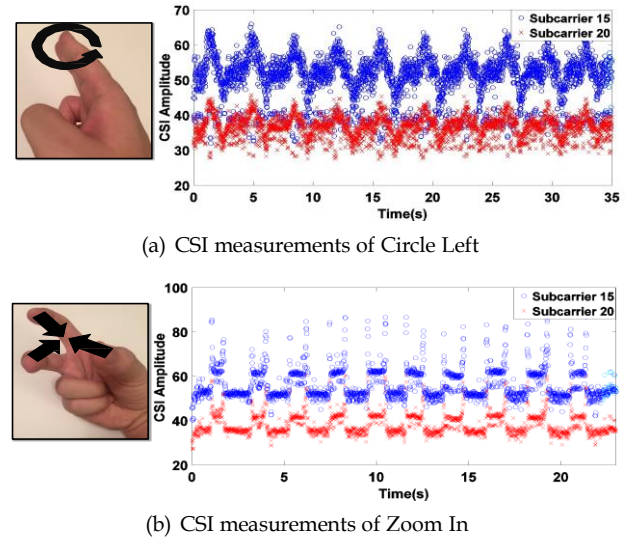 70
60
50
40
30
20
CSI Amplitude
Subcarrier 15
Subcarrier 20
0 5 10 15 20 25 30 35
Time(s)
(a) CSI measurements of Circle Left
100
80
60
40
20
CSI Amplitude
Subcarrier 15
Subcarrier 20
0 5 10 15 20
Time(s)
(b) CSI measurements of Zoom In